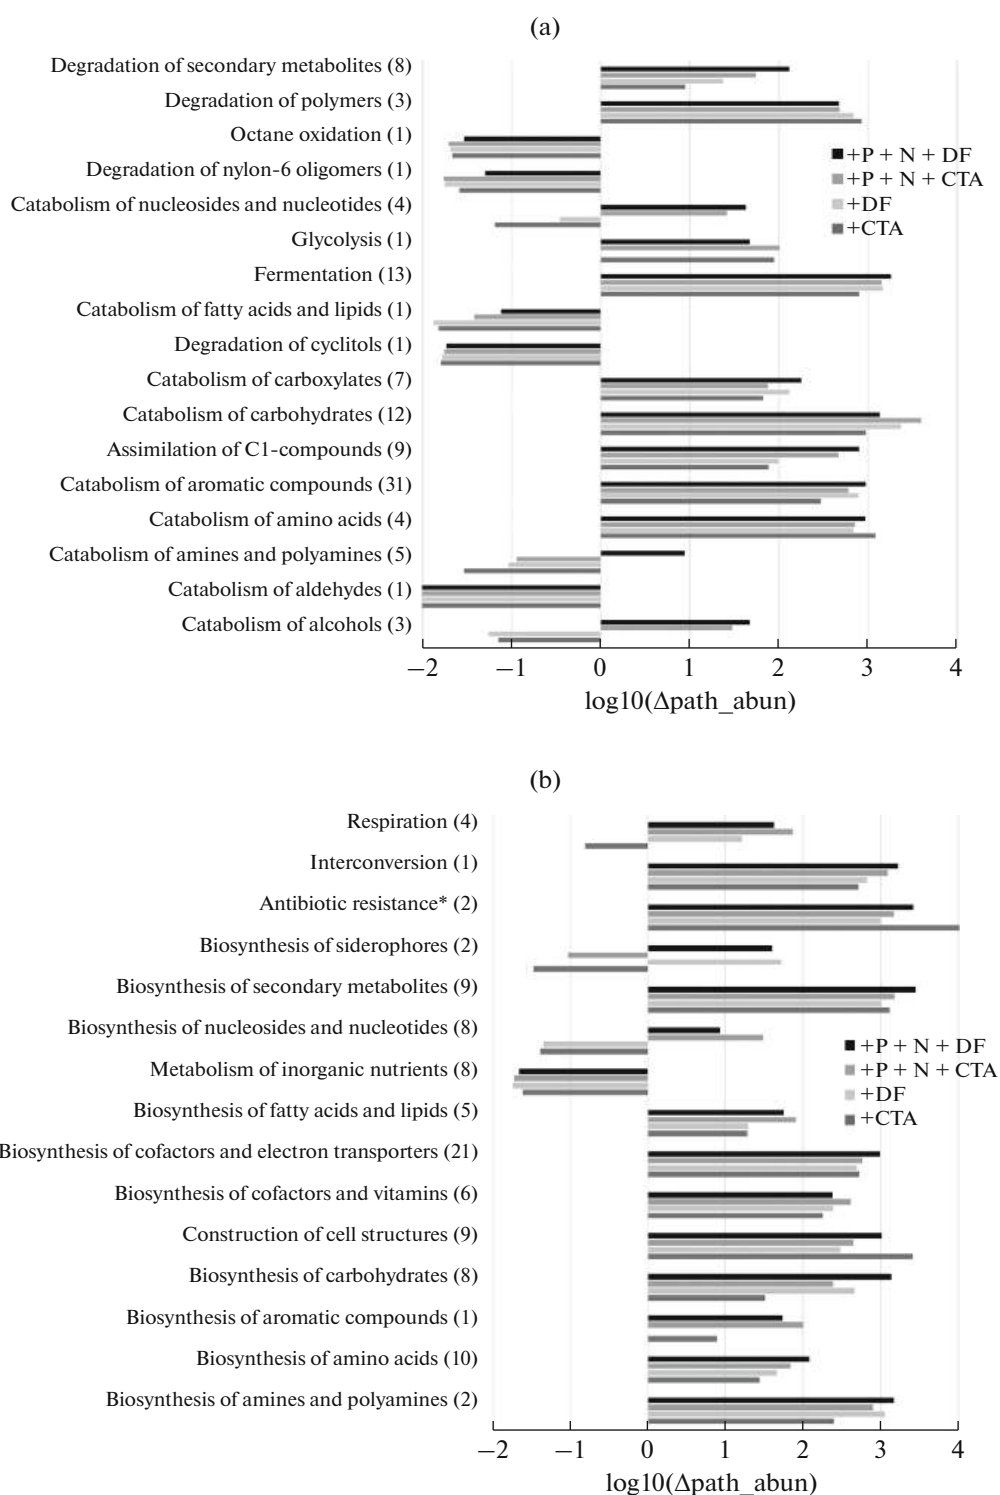 (a)
Degradation of secondary metabolites (8)
Degradation of polymers (3)
Octane oxidation (1)
Degradation of nylon-6 oligomers (1)
Catabolism of nucleosides and nucleotides (4)
Glycolysis (1)
Fermentation (13)
Catabolism of fatty acids and lipids (1)
Degradation of cyclitols (1)
Catabolism of carboxylates (7)
Catabolism of carbohydrates (12)
Assimilation of C1-compounds (9)
Catabolism of aromatic compounds (31)
Catabolism of amino acids (4)
Catabolism of amines and polyamines (5)
Catabolism of aldehydes (1)
Catabolism of alcohols (3)
+P + N + DF
+P + N + CTA
+DF
+CTA
−2 −1 0 1 2 3 4
log10(Δpath_abun)
(b)
Respiration (4)
Interconversion (1)
Antibiotic resistance* (2)
Biosynthesis of siderophores (2)
Biosynthesis of secondary metabolites (9)
Biosynthesis of nucleosides and nucleotides (8)
Metabolism of inorganic nutrients (8)
Biosynthesis of fatty acids and lipids (5)
Biosynthesis of cofactors and electron transporters (21)
Biosynthesis of cofactors and vitamins (6)
Construction of cell structures (9)
Biosynthesis of carbohydrates (8)
Biosynthesis of aromatic compounds (1)
Biosynthesis of amino acids (10)
Biosynthesis of amines and polyamines (2)
+P + N + DF
+P + N + CTA
+DF
+CTA
−2 −1 0 1 2 3 4
log10(Δpath_abun)